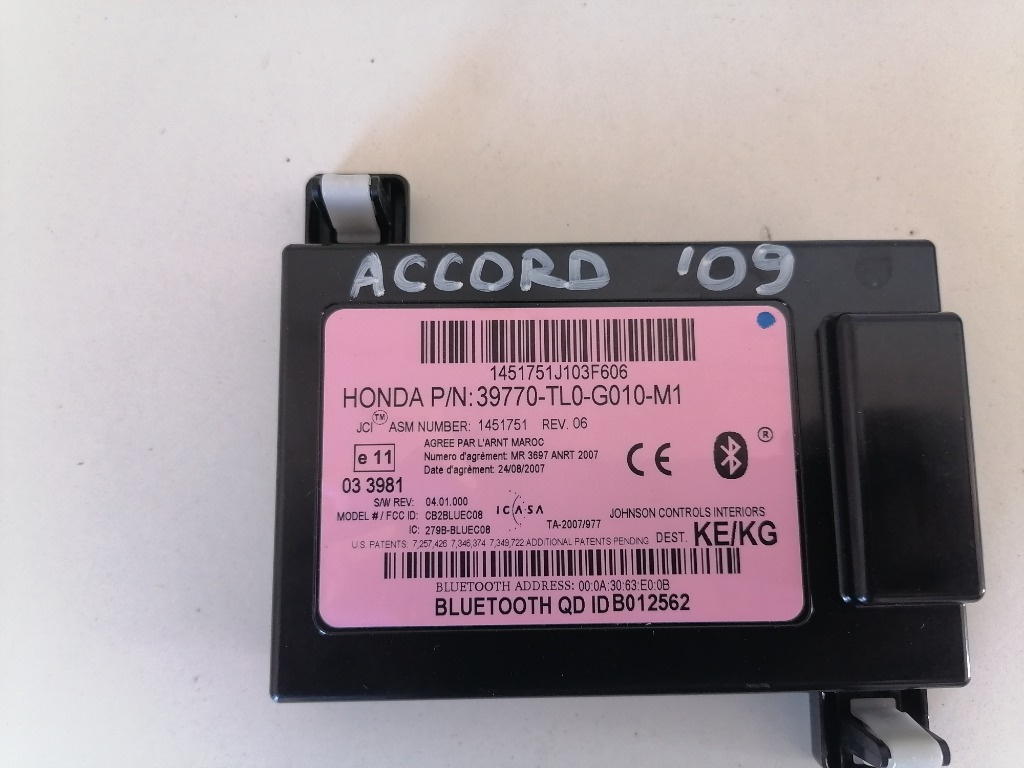 ACCORD '09
1451751J103F606
HONDA P/N: 39770-TL0-G010-M1
JCI™ ASM NUMBER: 1451751 REV. 06
e 11
AGREE PAR L'ARNT MAROC
Numero d'agrément: MR 3697 ANRT 2007
Date d'agrément: 24/08/2007
03 3981
S/W REV: 04.01.000
MODEL # / FCC ID: CB2BLUEC08
IC: 279B-BLUEC08
ICASA
TA-2007/977
CE
®
JOHNSON CONTROLS INTERIORS
U.S. PATENTS: 7,257,426 7,346,374 7,349,722 ADDITIONAL PATENTS PENDING
DEST. KE/KG
BLUETOOTH ADDRESS: 00:0A:30:63:E0:0B
BLUETOOTH QD ID B012562